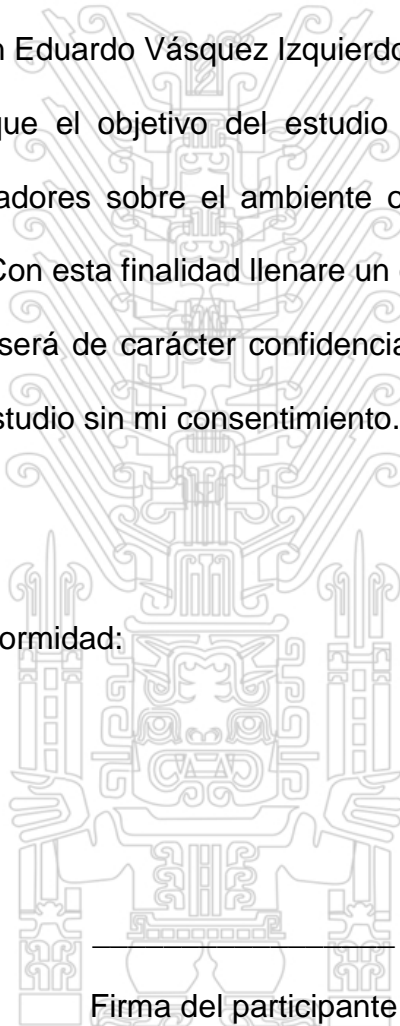 Eduardo Vásquez Izquierdo
que el objetivo del estudio
adores sobre el ambiente
Con esta finalidad llenare un
será de carácter confidencia
studio sin mi consentimiento.
ormidad:
Firma del participante